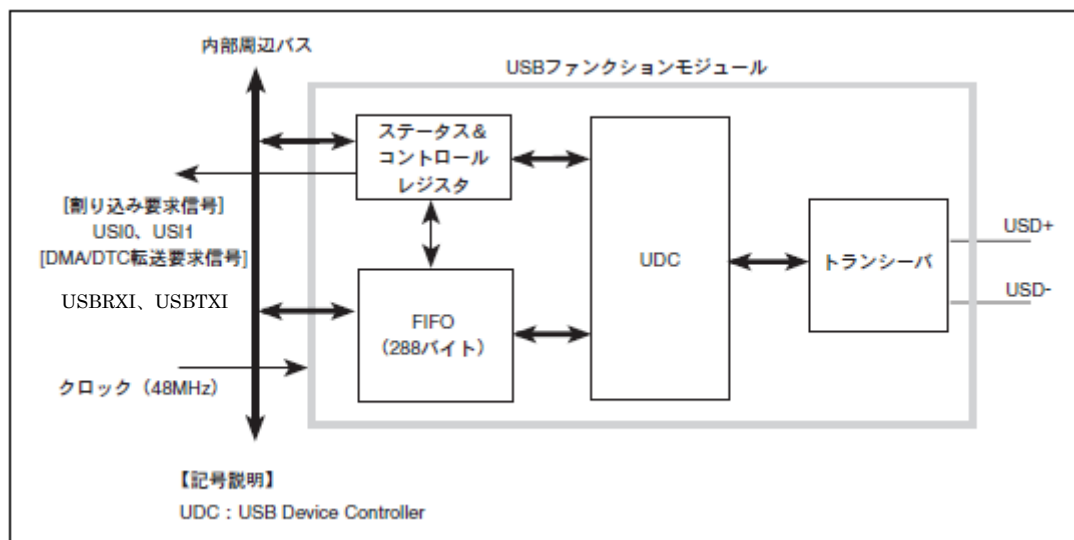 内部周辺バス
USBファンクションモジュール
ステータス&
コントロール
レジスタ
[割り込み要求信号]
USI0、USI1
[DMA/DTC転送要求信号]
USBRXI、USBTXI
UDC
トランシーバ
USD+
USD-
FIFO
（288バイト）
クロック（48MHz）
【記号説明】
UDC : USB Device Controller